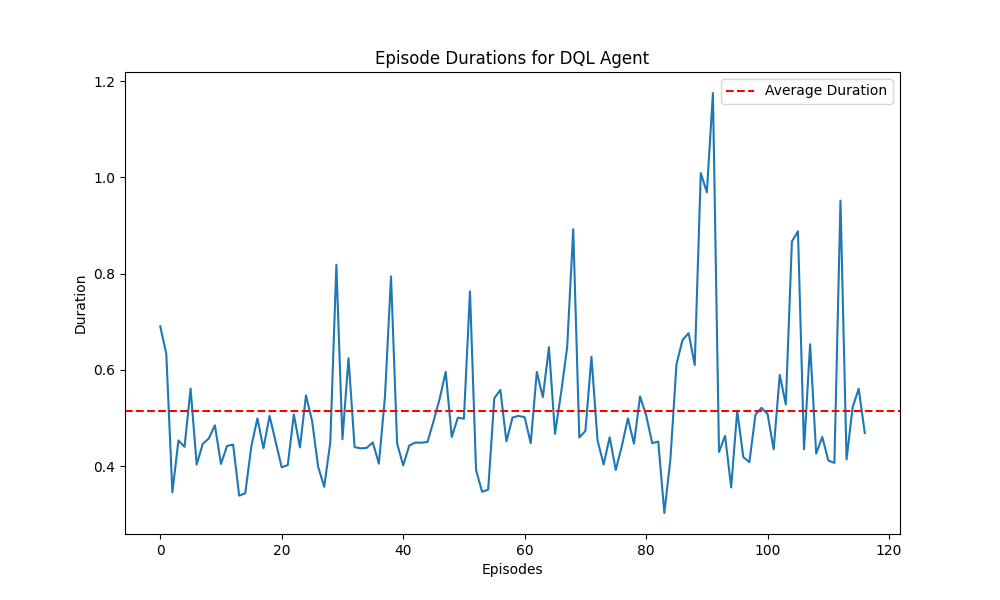 Episode Durations for DQL Agent
Average Duration
1.2
1.0
0.8
0.6
0.4
Duration
0 20 40 60 80 100 120
Episodes